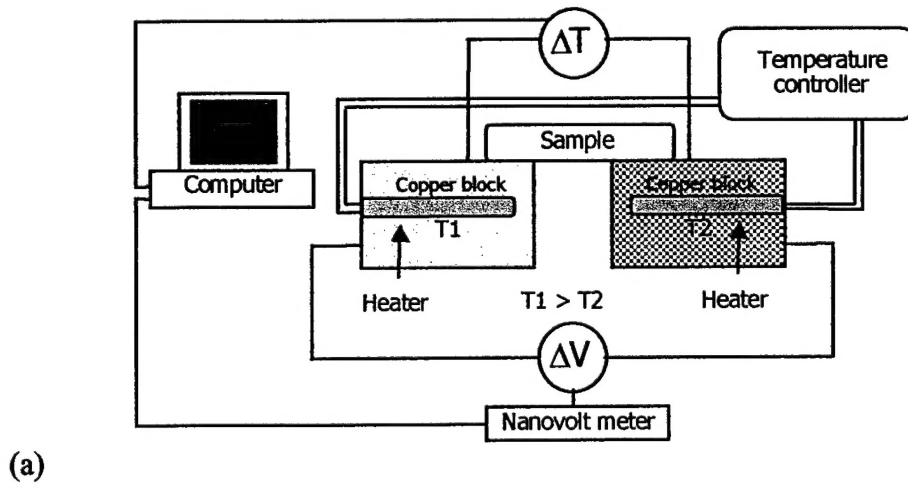 ΔT
Temperature
controller
Sample
Computer
Copper block
Copper block
T1
T2
Heater
T1 > T2
Heater
ΔV
Nanovolt meter
(a)